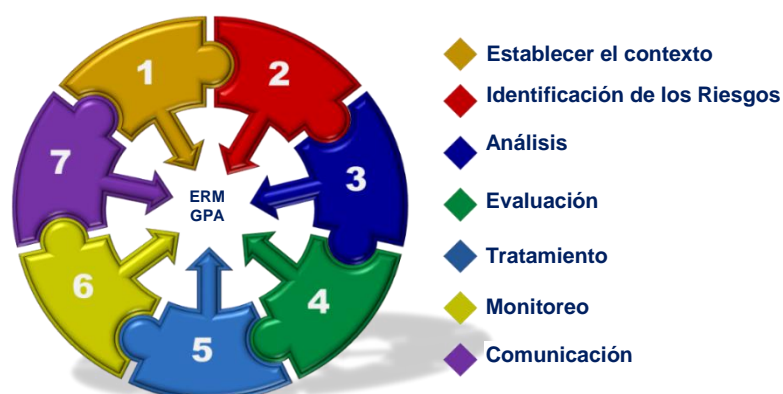 1
2
3
4
5
6
7
ERM
GPA
Establecer el contexto
Identificación de los Riesgos
Análisis
Evaluación
Tratamiento
Monitoreo
Comunicación